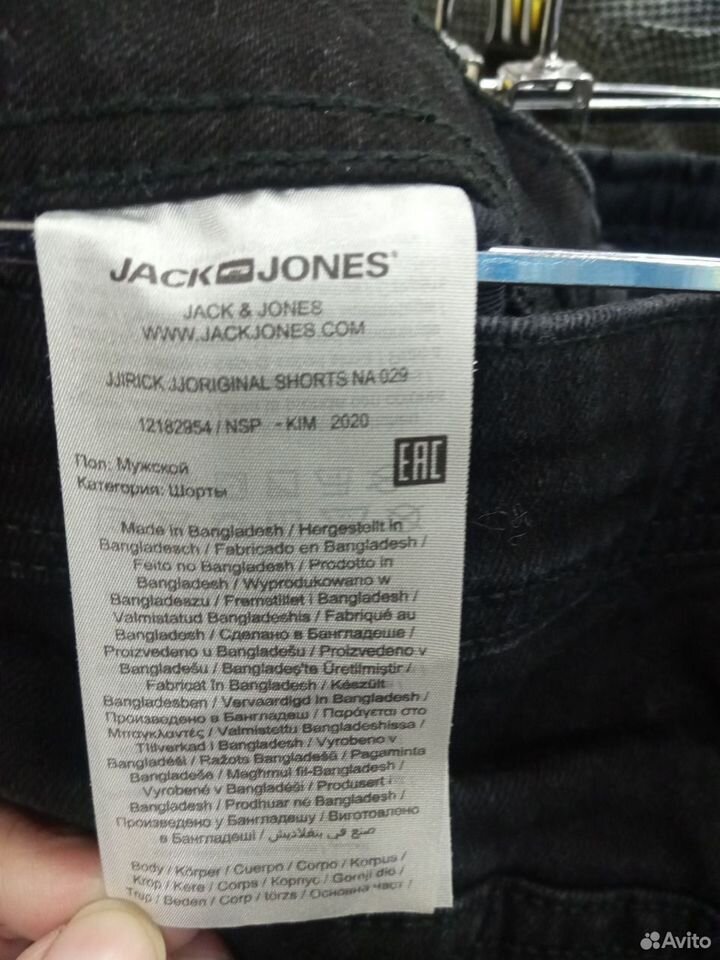 JACK JONES®
JACK & JONES
WWW.JACKJONES.COM
JJIRICK JJORIGINAL SHORTS NA 029
12182954 / NSP - KIM 2020
Пол: Мужской
Категория: Шорты
EAC
Made in Bangladesh / Hergestellt in
Bangladesch / Fabricado en Bangladesh /
Feito no Bangladesh / Prodotto in
Bangladesh / Wyprodukowano w
Bangladeszu / Fremstillet i Bangladesh /
Valmistatud Bangladeshis / Fabriqué au
Bangladesh / Сделано в Бангладеше /
Proizvedeno u Bangladešu / Proizvedeno v
Bangladešu / Bangladeş'te Üretilmiştir /
Fabricat în Bangladesh / Készült
Bangladesben / Vervaardigd in Bangladesh /
Произведено в Бангладеш / Παράγεται στο
Μπαγκλαντές / Valmistettu Bangladeshissa /
Tillverkad i Bangladesh / Vyrobeno v
Bangladéši / Ražots Bangladešā / Pagaminta
Bangladeše / Meghmul fil-Bangladesh /
Vyrobené v Bangladéši / Produsert i
Bangladesh / Prodhuar në Bangladesh /
Произведено у Бангладешу / Виготовлено
в Бангладеші / صنع في بنغلاديش
Body / Körper / Cuerpo / Corpo / Korpus /
Krop / Kere / Corps / Корпус / Gornji dio /
Trup / Beden / Corp / törzs / Основна част /
Avito